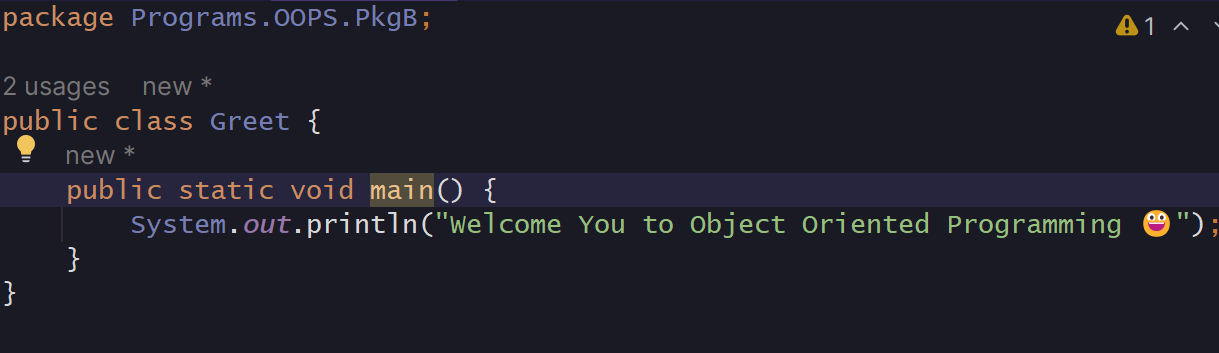 package Programs.OOPS.PkgB;
1
2 usages new *
public class Greet {
new *
public static void main() {
System.out.println("Welcome You to Object Oriented Programming 😀");
}
}